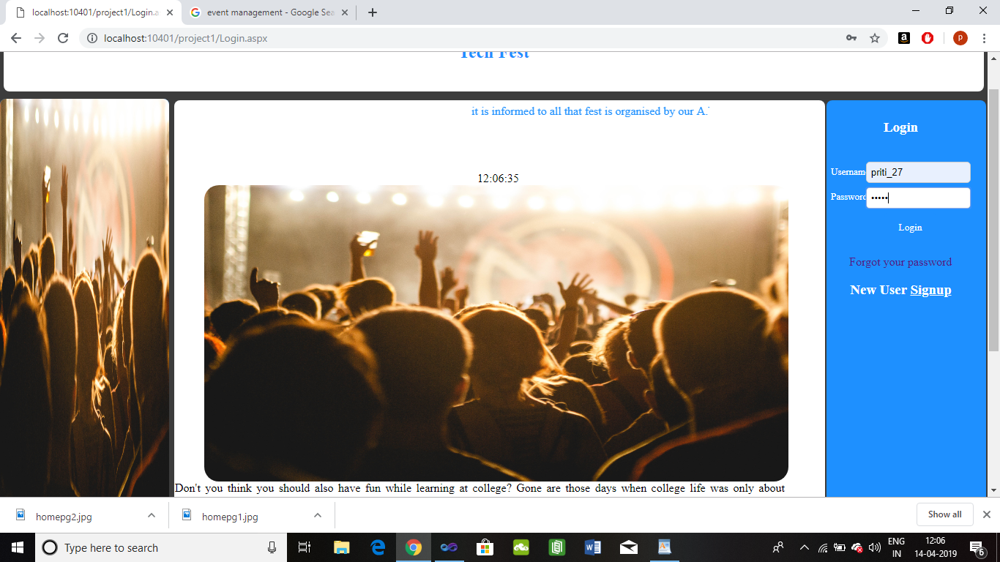 localhost:10401/project1/Login.a
event management - Google Sea
localhost:10401/project1/Login.aspx
p
Tech Fest
it is informed to all that fest is organised by our A.
12:06:35
Login
Usernam
priti_27
Password
•••••
Login
Forgot your password
New User Signup
Don't you think you should also have fun while learning at college? Gone are those days when college life was only about
homepg2.jpg
homepg1.jpg
Show all
Type here to search
ENG
IN
12:06
14-04-2019
6